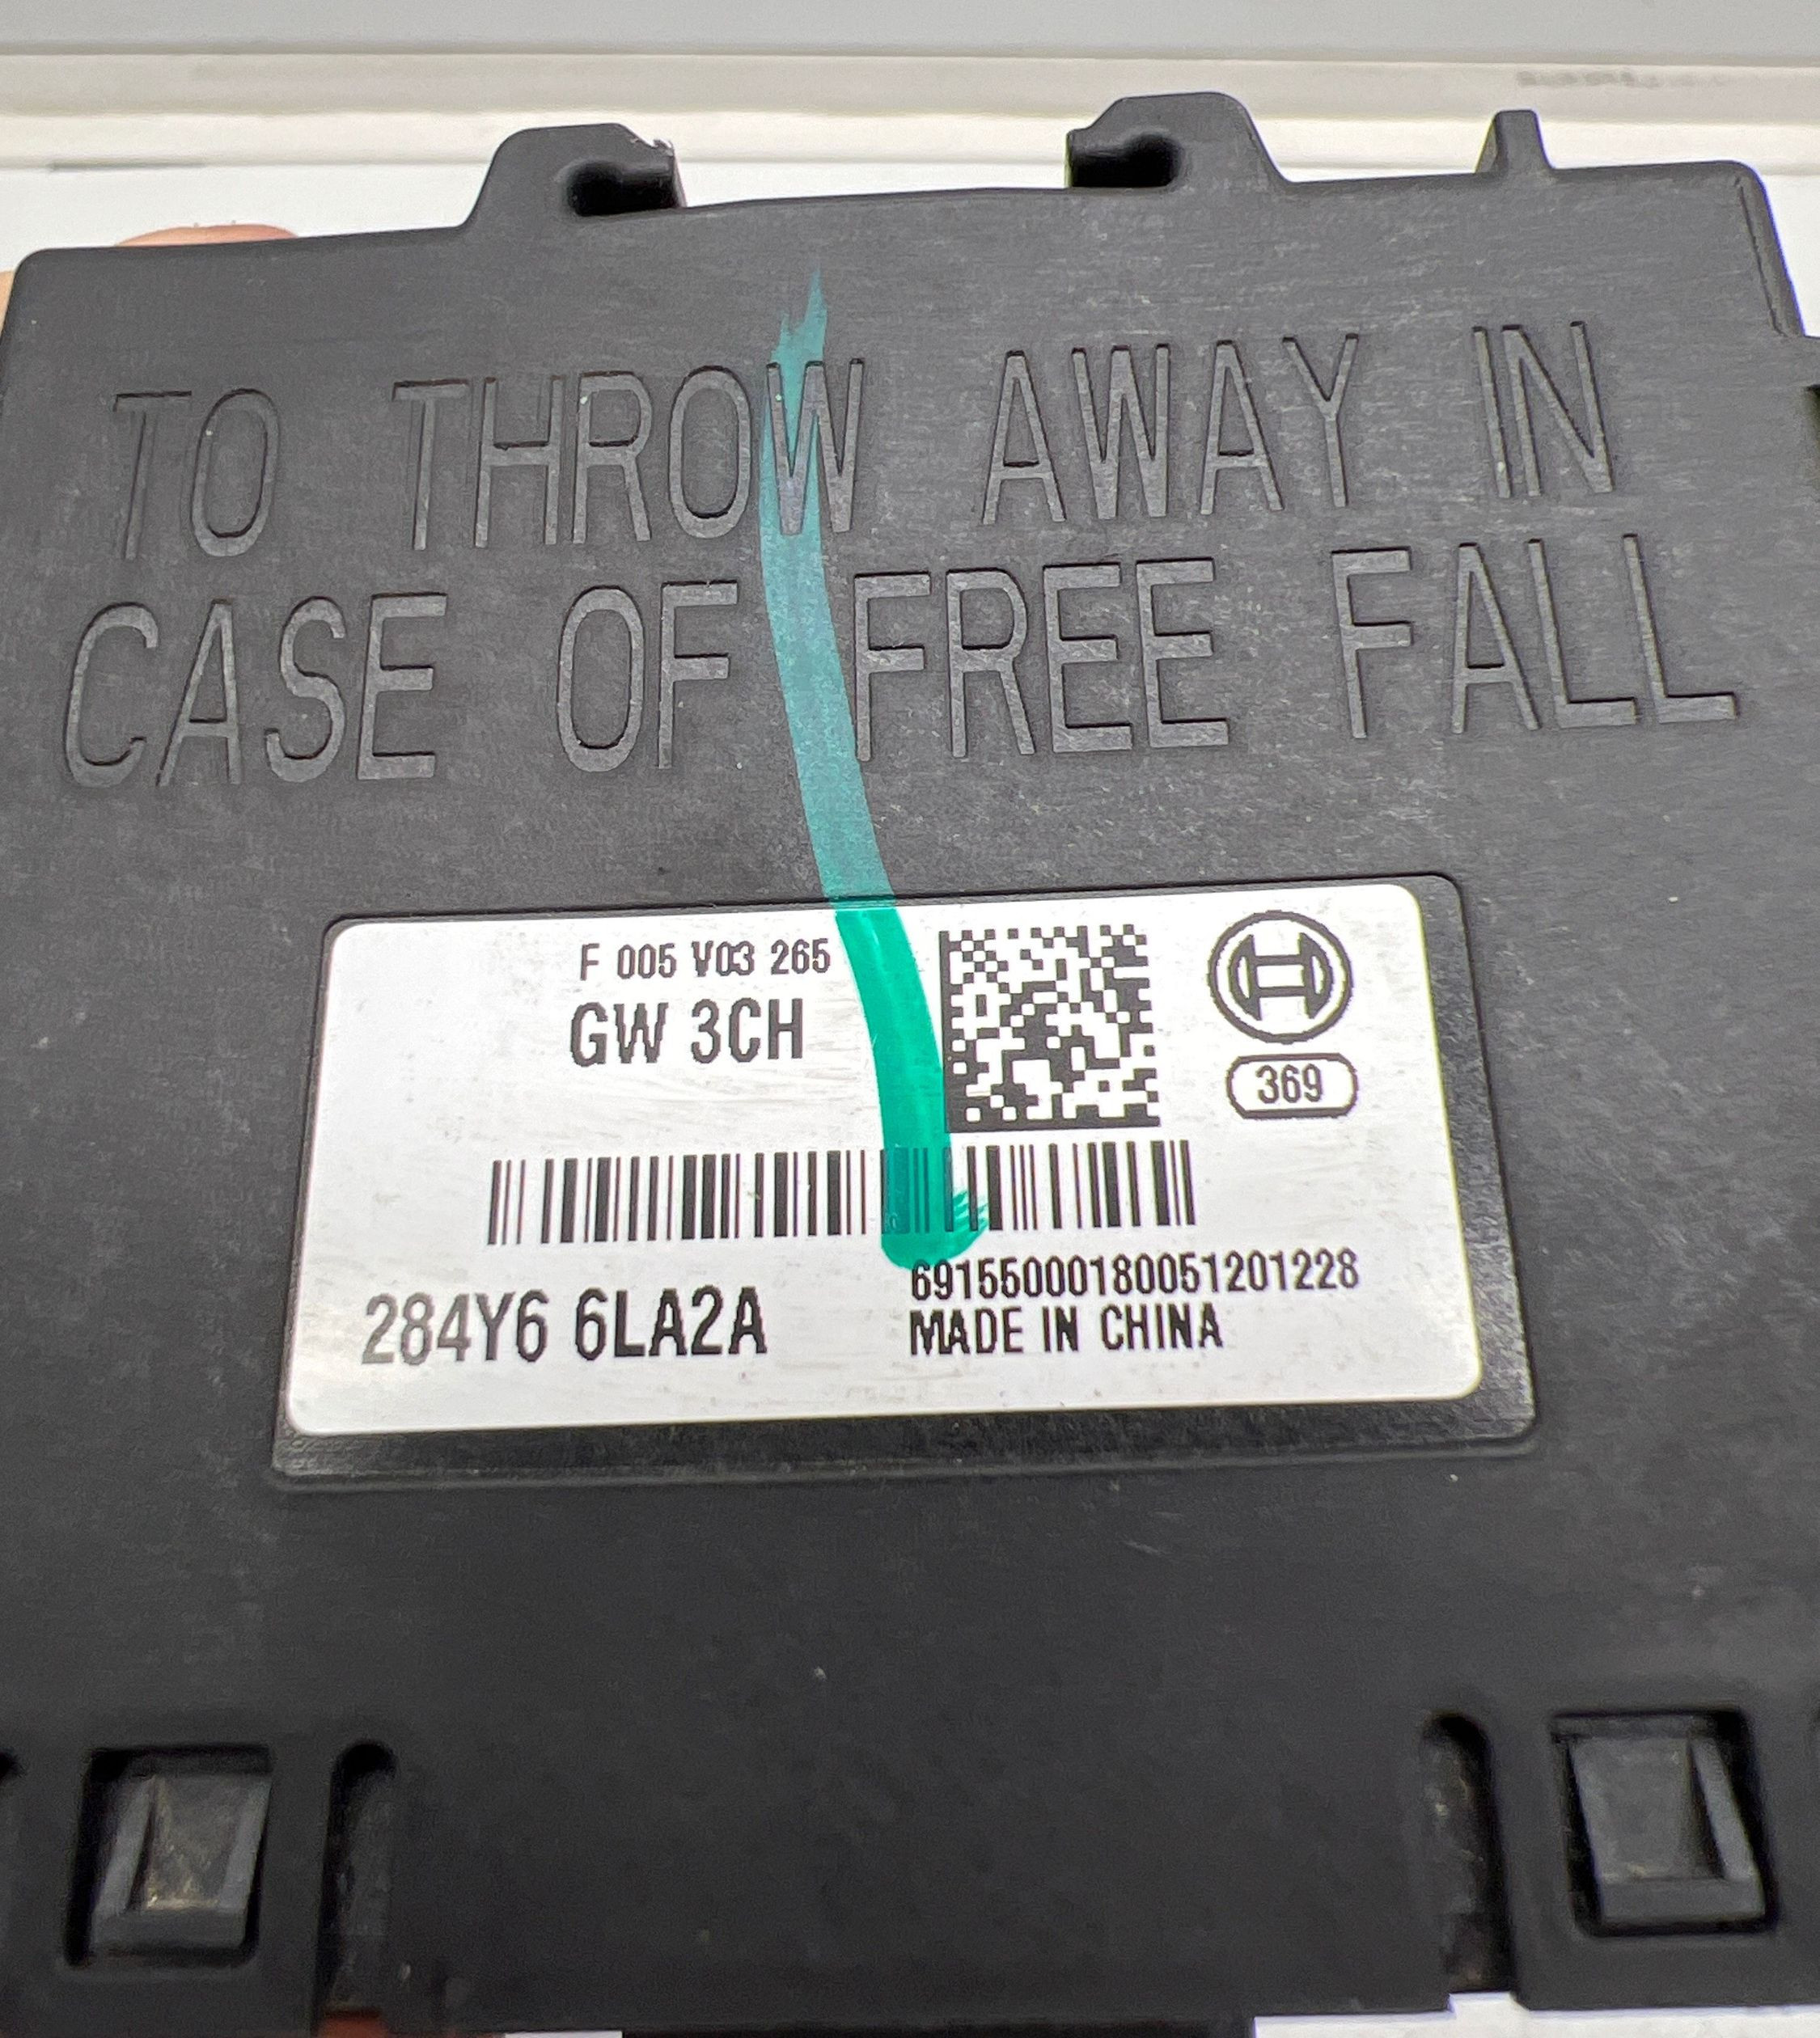 TO THROW AWAY IN
CASE OF FREE FALL
F 005 V03 265
GW 3CH
369
69155000180051201228
284Y6 6LA2A
MADE IN CHINA